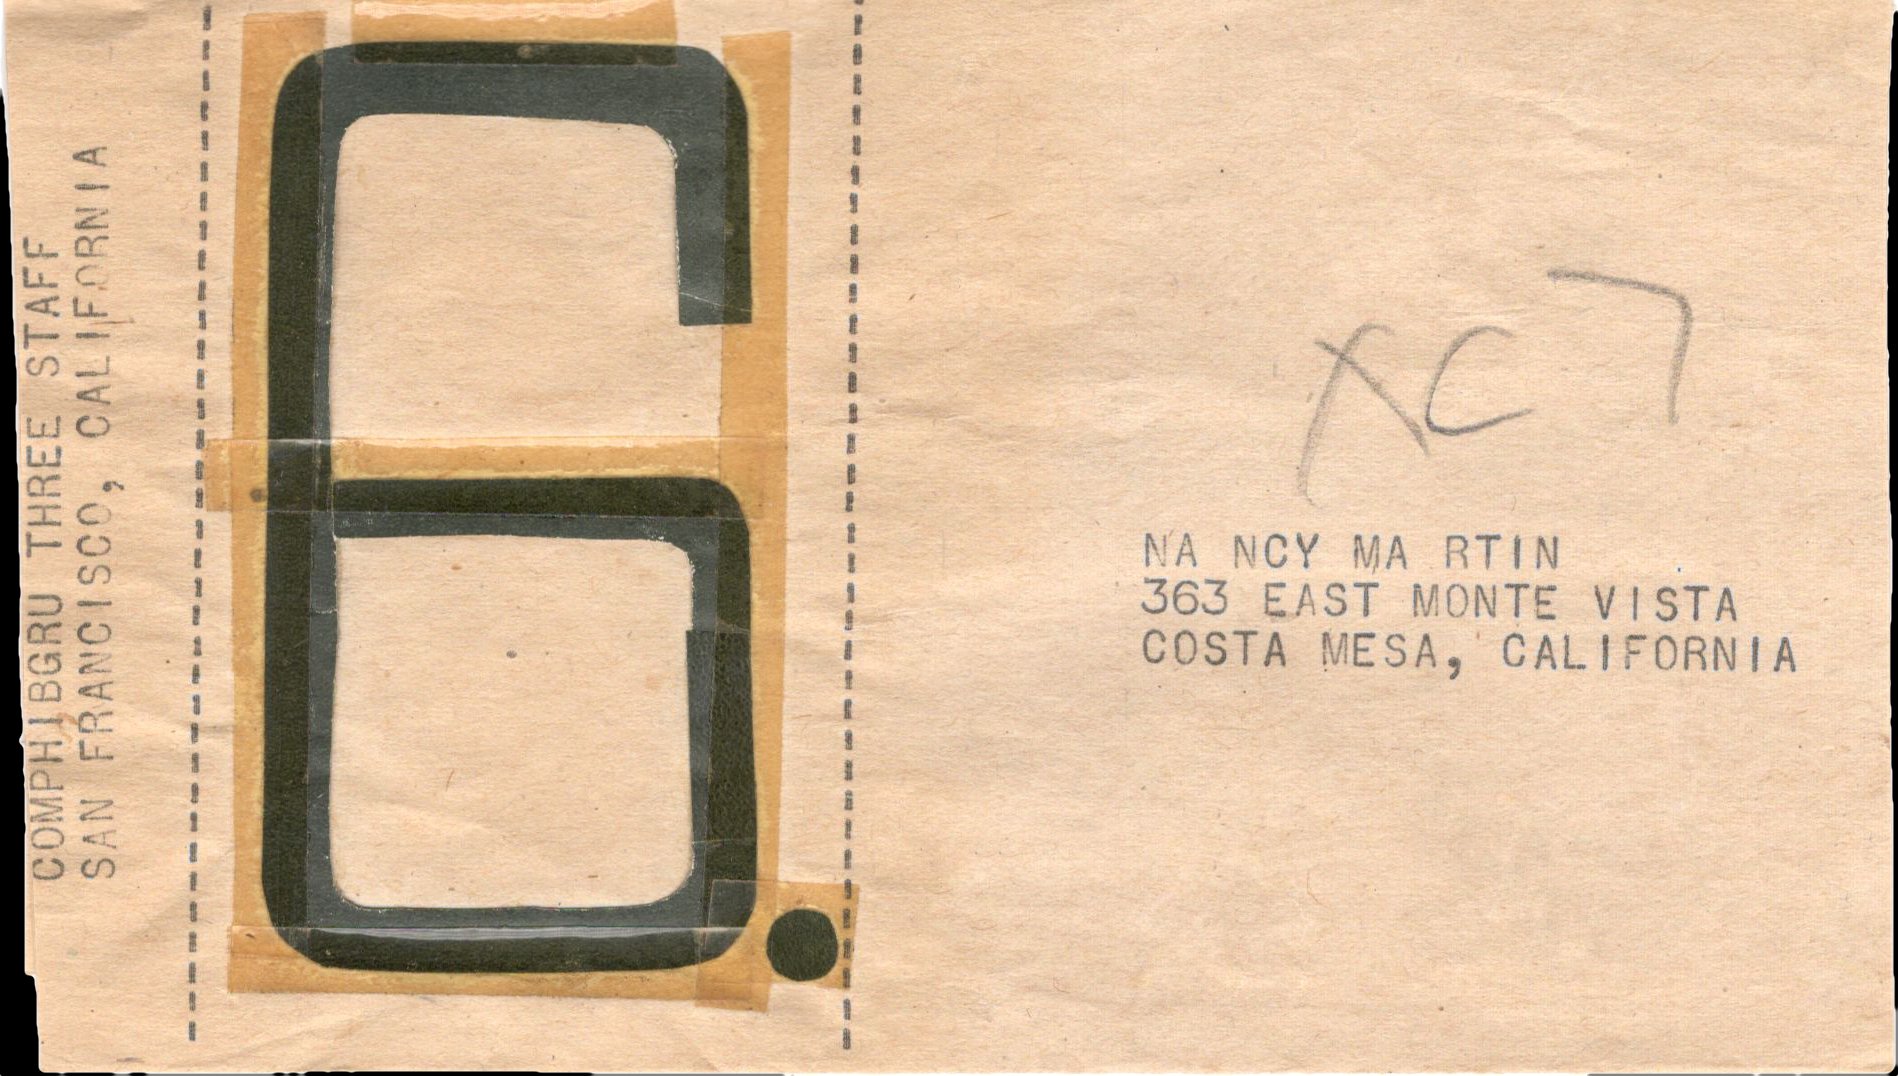 COMPHIBGRU THREE STAFF
SAN FRANCISCO, CALIFORNIA
6.
XC7
NA NCY MA RTIN
363 EAST MONTE VISTA
COSTA MESA, CALIFORNIA